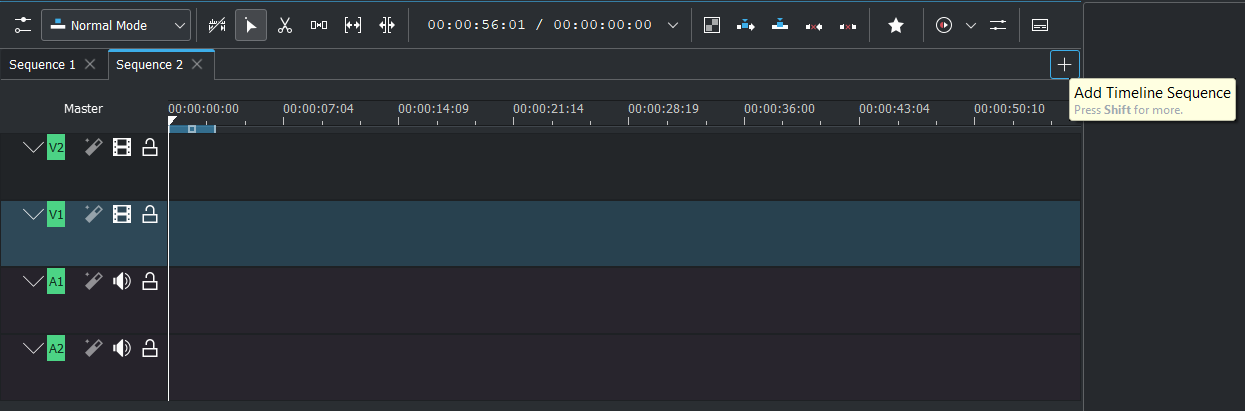 Normal Mode
00:00:56:01 / 00:00:00:00
Sequence 1
Sequence 2
Add Timeline Sequence
Press Shift for more.
Master
00:00:00:00
00:00:07:04
00:00:14:09
00:00:21:14
00:00:28:19
00:00:36:00
00:00:43:04
00:00:50:10
V2
V1
A1
A2